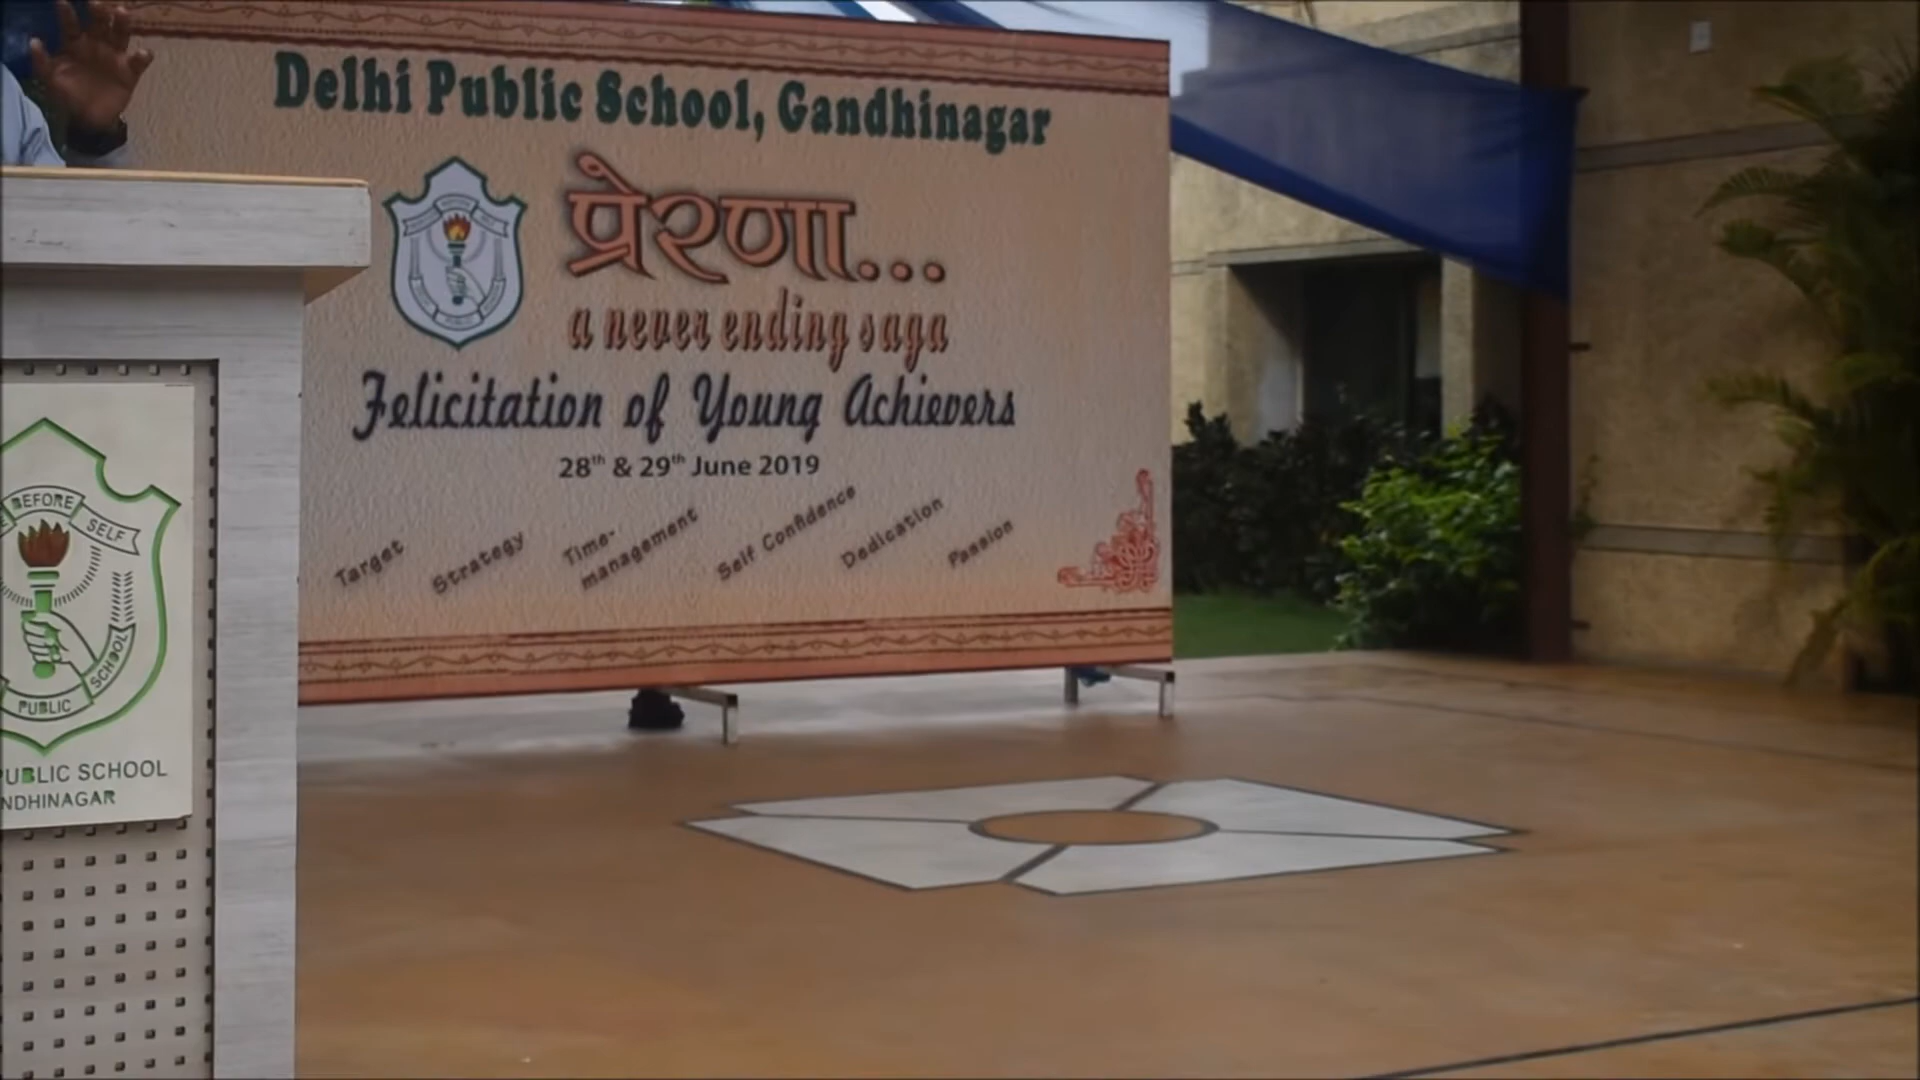 Delhi Public School, Gandhinagar
प्रेरणा...
a never ending saga
Felicitation of Young Achievers
28th & 29th June 2019
Target
Strategy
Time-
management
Self Confidence
Dedication
Passion
BEFORE
SELF
SCHOOL
PUBLIC
PUBLIC SCHOOL
NDHINAGAR